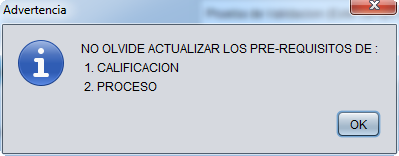 Advertencia
NO OLVIDE ACTUALIZAR LOS PRE-REQUISITOS DE :
1. CALIFICACION
2. PROCESO
OK